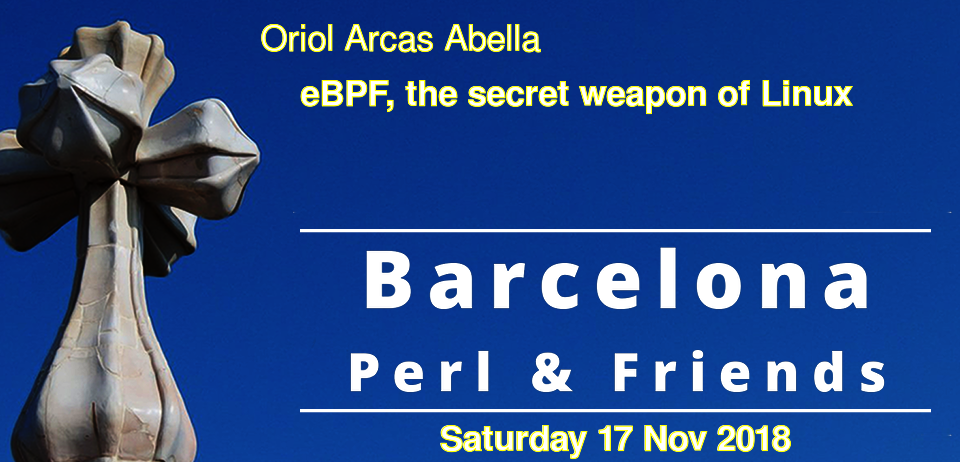 Oriol Arcas Abella
eBPF, the secret weapon of Linux
Barcelona
Perl & Friends
Saturday 17 Nov 2018